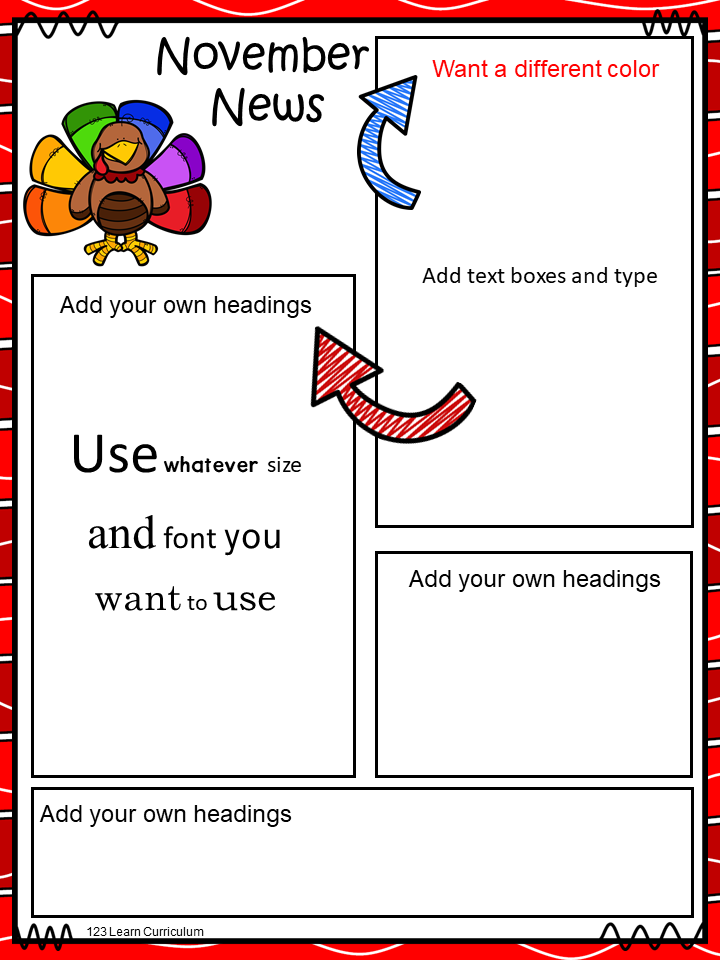 November
News
Want a different color
Add text boxes and type
Add your own headings
Use whatever size
and font you
want to use
Add your own headings
Add your own headings
123 Learn Curriculum